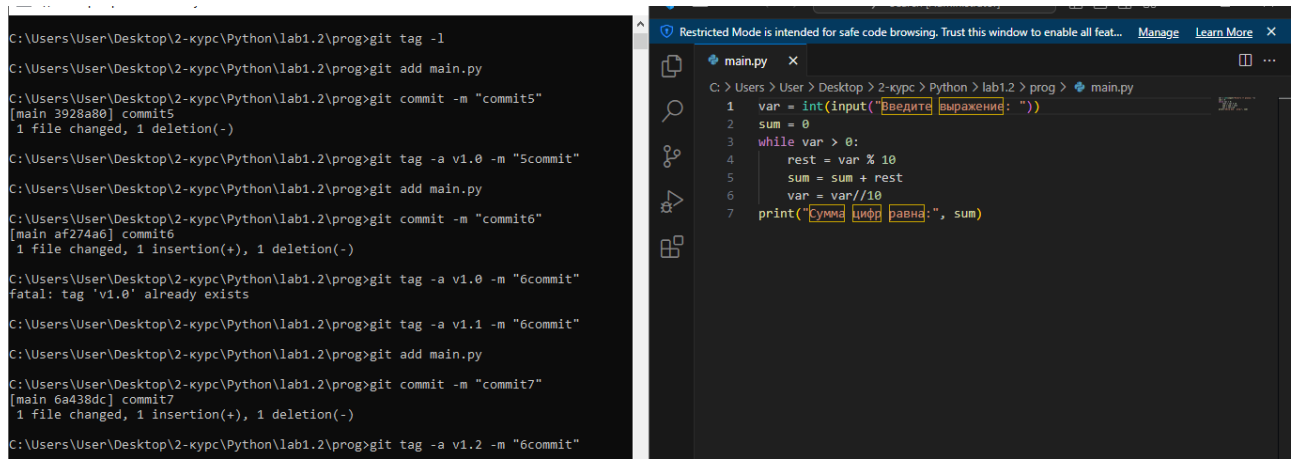 C:\Users\User\Desktop\2-курс\Python\lab1.2\prog>git tag -l
C:\Users\User\Desktop\2-курс\Python\lab1.2\prog>git add main.py
C:\Users\User\Desktop\2-курс\Python\lab1.2\prog>git commit -m "commit5"
[main 3928a80] commit5
1 file changed, 1 deletion(-)
C:\Users\User\Desktop\2-курс\Python\lab1.2\prog>git tag -a v1.0 -m "5commit"
C:\Users\User\Desktop\2-курс\Python\lab1.2\prog>git add main.py
C:\Users\User\Desktop\2-курс\Python\lab1.2\prog>git commit -m "commit6"
[main af274a6] commit6
1 file changed, 1 insertion(+), 1 deletion(-)
C:\Users\User\Desktop\2-курс\Python\lab1.2\prog>git tag -a v1.0 -m "6commit"
fatal: tag 'v1.0' already exists
C:\Users\User\Desktop\2-курс\Python\lab1.2\prog>git tag -a v1.1 -m "6commit"
C:\Users\User\Desktop\2-курс\Python\lab1.2\prog>git add main.py
C:\Users\User\Desktop\2-курс\Python\lab1.2\prog>git commit -m "commit7"
[main 6a438dc] commit7
1 file changed, 1 insertion(+), 1 deletion(-)
C:\Users\User\Desktop\2-курс\Python\lab1.2\prog>git tag -a v1.2 -m "6commit"
Restricted Mode is intended for safe code browsing. Trust this window to enable all feat... Manage Learn More
main.py
C: > Users > User > Desktop > 2-курс > Python > lab1.2 > prog > main.py
1 var = int(input("Введите выражение: "))
2 sum = 0
3 while var > 0:
4 rest = var % 10
5 sum = sum + rest
6 var = var//10
7 print("Сумма цифр равна:", sum)